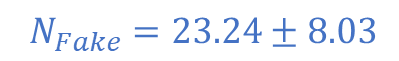 N_Fake = 23.24 ± 8.03